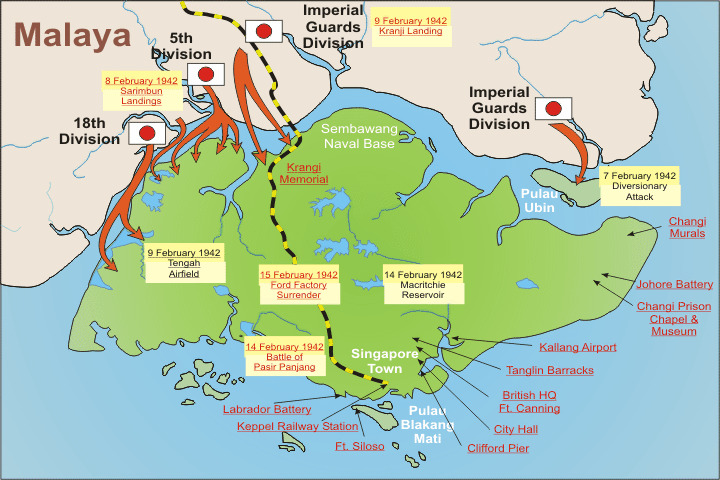 Malaya
Imperial
Guards
Division
9 February 1942
Kranji Landing
5th
Division
8 February 1942
Sarimbun
Landings
18th
Division
Imperial
Guards
Division
Sembawang
Naval Base
Krangi
Memorial
7 February 1942
Diversionary
Attack
Pulau
Ubin
Changi
Murals
9 February 1942
Tengah
Airfield
15 February 1942
Ford Factory
Surrender
14 February 1942
Macritchie
Reservoir
Johore Battery
Changi Prison
Chapel &
Museum
14 February 1942
Battle of
Pasir Panjang
Singapore
Town
Kallang Airport
Tanglin Barracks
British HQ
Ft. Canning
Labrador Battery
Keppel Railway Station
Ft. Siloso
Pulau
Blakang
Mati
City Hall
Clifford Pier